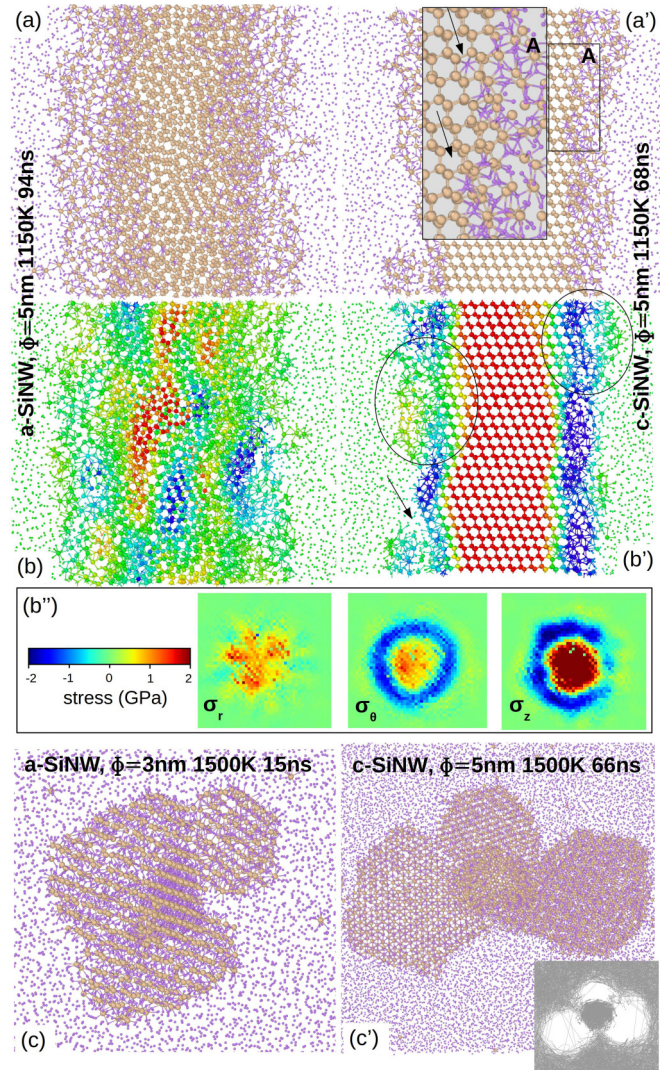 (a)
(a')
A
A
a-SiNW, ϕ=5nm 1150K 94ns
c-SiNW, ϕ=5nm 1150K 68ns
(b)
(b')
(b'')
-2 -1 0 1 2
stress (GPa)
σr
σθ
σz
a-SiNW, ϕ=3nm 1500K 15ns
c-SiNW, ϕ=5nm 1500K 66ns
(c)
(c')